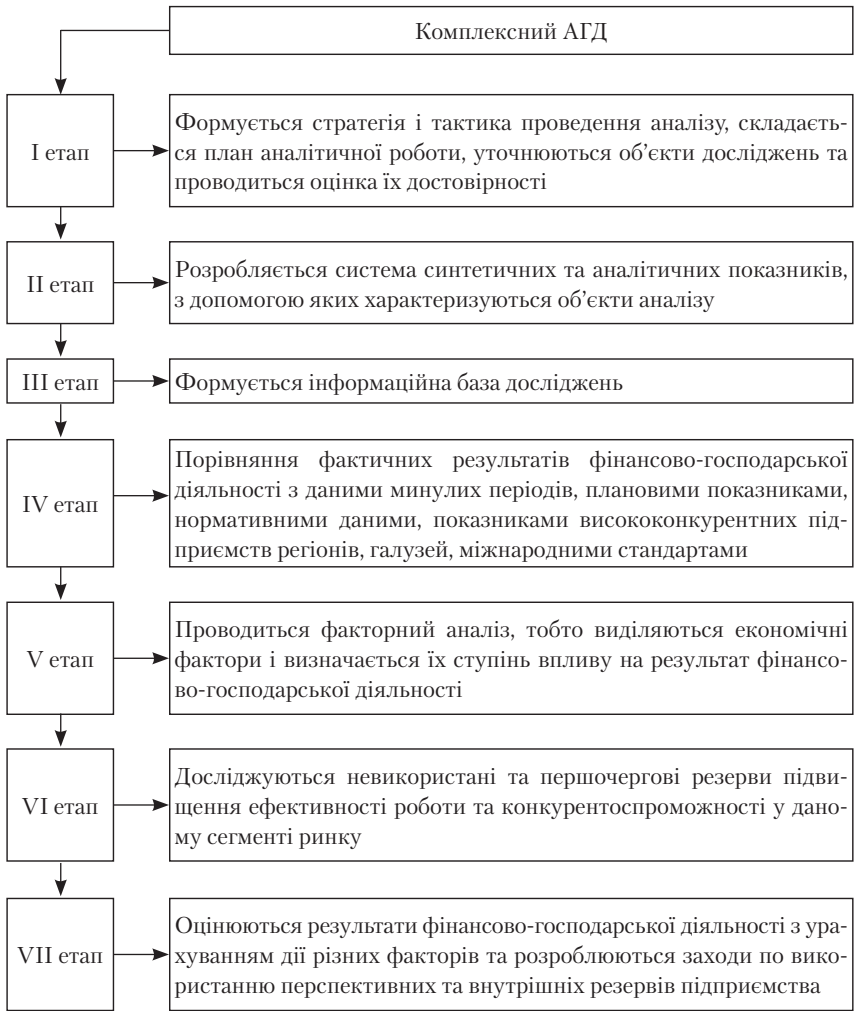 Комплексний АГД
I етап
Формується стратегія і тактика проведення аналізу, складаєть-
ся план аналітичної роботи, уточнюються об’єкти досліджень та
проводиться оцінка їх достовірності
II етап
Розробляється система синтетичних та аналітичних показників,
з допомогою яких характеризуються об’єкти аналізу
III етап
Формується інформаційна база досліджень
IV етап
Порівняння фактичних результатів фінансово-господарської
діяльності з даними минулих періодів, плановими показниками,
нормативними даними, показниками висококонкурентних під-
приємств регіонів, галузей, міжнародними стандартами
V етап
Проводиться факторний аналіз, тобто виділяються економічні
фактори і визначається їх ступінь впливу на результат фінансо-
во-господарської діяльності
VI етап
Досліджуються невикористані та першочергові резерви підви-
щення ефективності роботи та конкурентоспроможності у дано-
му сегменті ринку
VII етап
Оцінюються результати фінансово-господарської діяльності з ура-
хуванням дії різних факторів та розроблюються заходи по вико-
ристанню перспективних та внутрішніх резервів підприємства